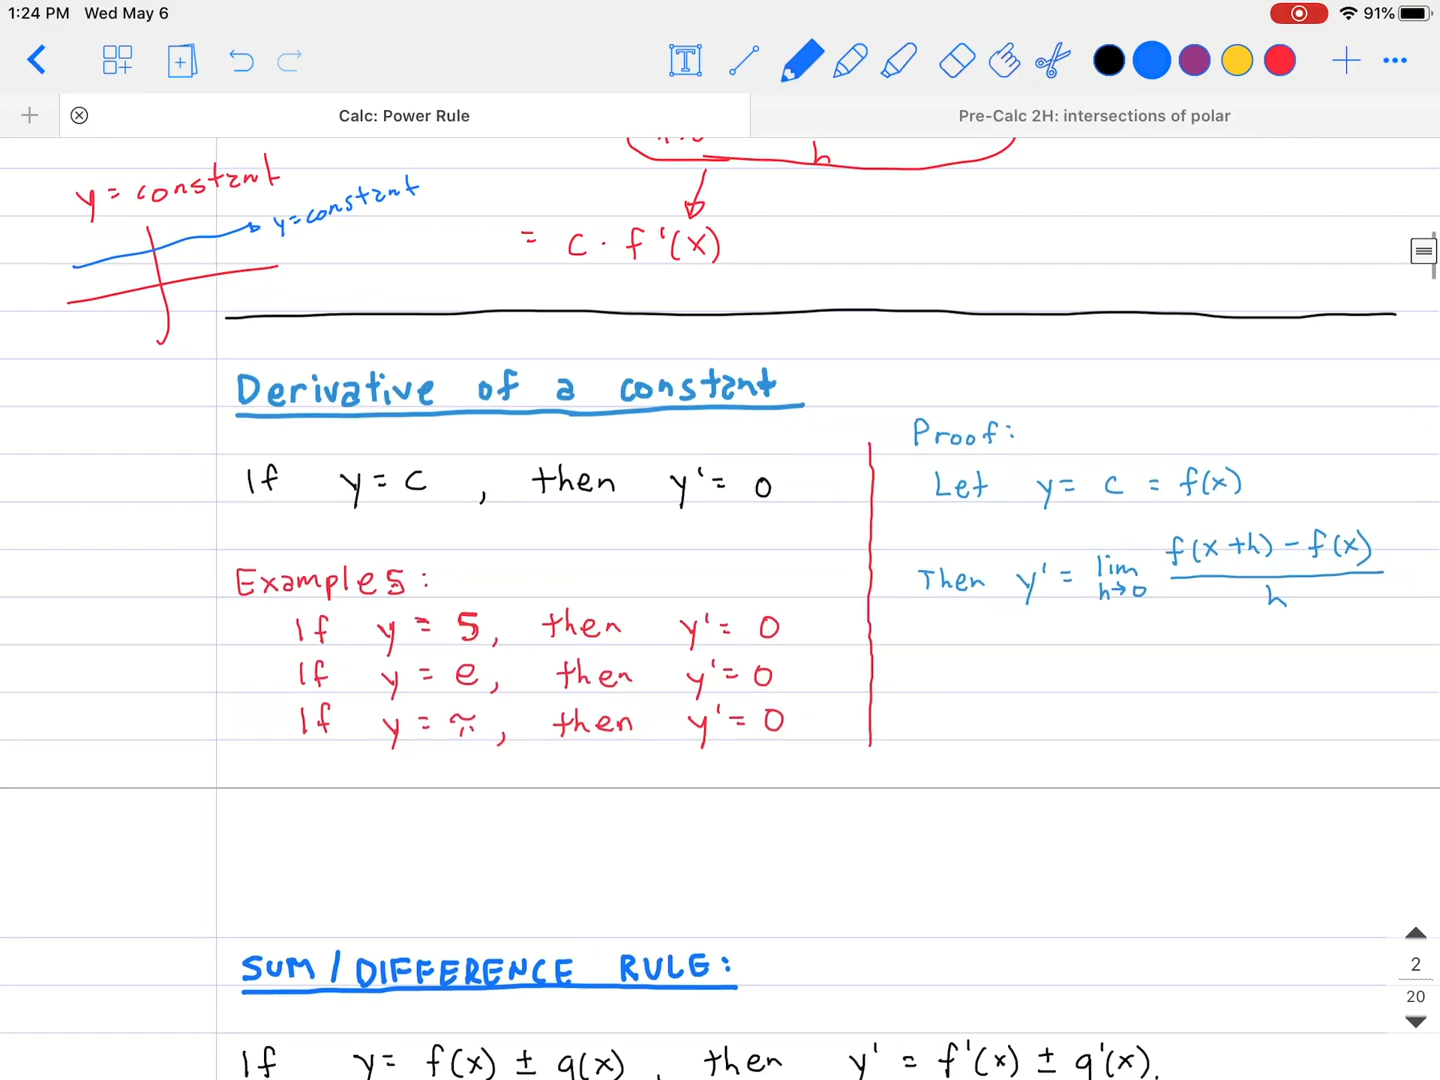 1:24 PM Wed May 6
91%
Calc: Power Rule
Pre-Calc 2H: intersections of polar
h
y = constant
y = constant
= c · f'(x)
Derivative of a constant
If y = c, then y' = 0
Examples:
If y = 5, then y' = 0
If y = e, then y' = 0
If y = π, then y' = 0
Proof:
Let y = c = f(x)
Then y' = lim h→0 f(x+h) - f(x) / h
2
20
SUM / DIFFERENCE RULE:
If y = f(x) ± g(x), then y' = f'(x) ± g'(x).